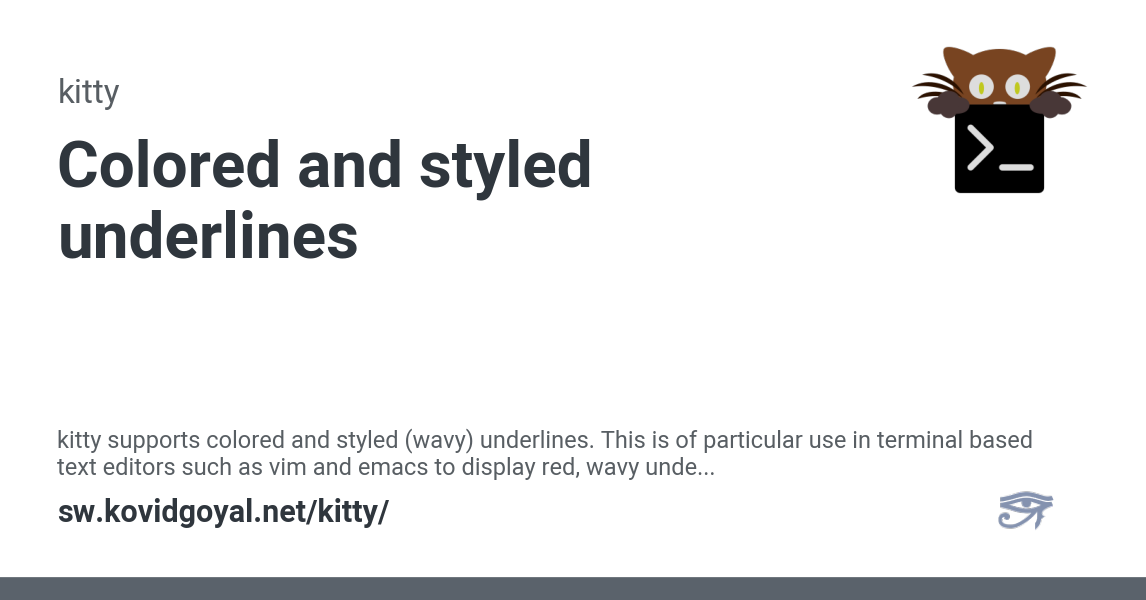 kitty
Colored and styled
underlines
kitty supports colored and styled (wavy) underlines. This is of particular use in terminal based
text editors such as vim and emacs to display red, wavy unde...
sw.kovidgoyal.net/kitty/